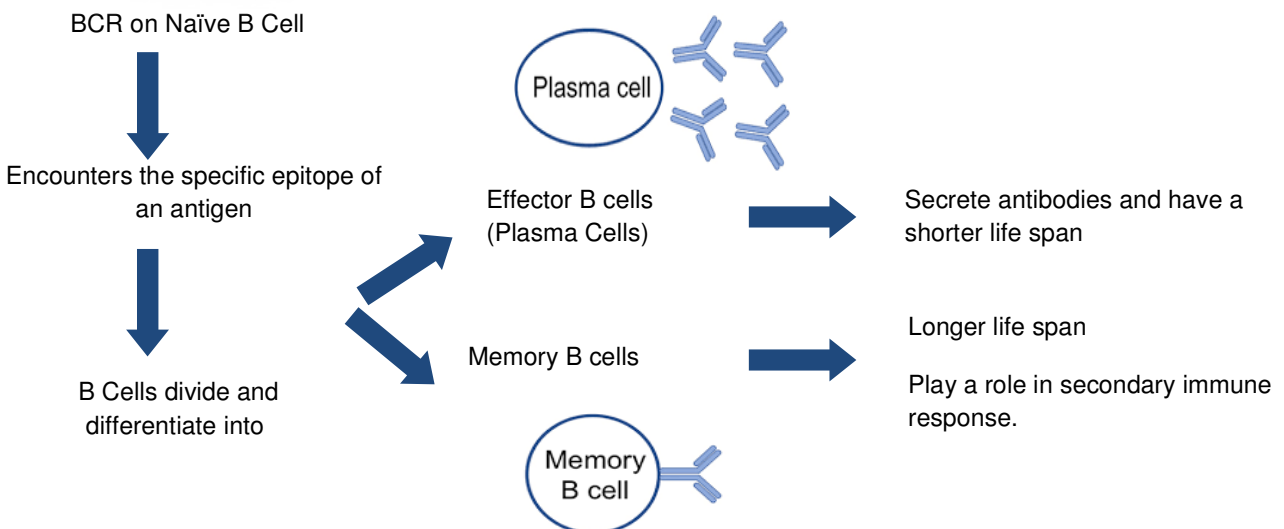 BCR on Naïve B Cell
Encounters the specific epitope of
an antigen
B Cells divide and
differentiate into
Plasma cell
Effector B cells
(Plasma Cells)
Secrete antibodies and have a
shorter life span
Memory B cells
Longer life span
Play a role in secondary immune
response.
Memory
B cell